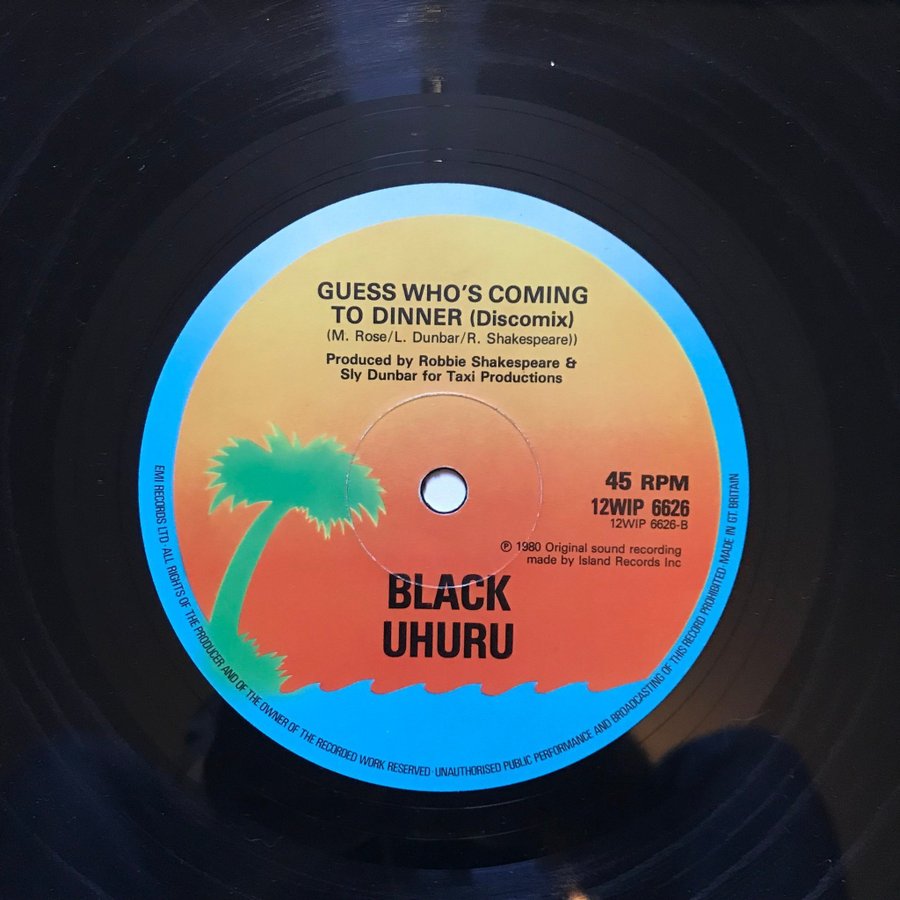 GUESS WHO'S COMING
TO DINNER (Discomix)
(M. Rose/L. Dunbar/R. Shakespeare))
Produced by Robbie Shakespeare &
Sly Dunbar for Taxi Productions
45 RPM
12WIP 6626
12WIP 6626-B
℗ 1980 Original sound recording
made by Island Records Inc
BLACK
UHURU
EMI RECORDS LTD · ALL RIGHTS OF THE PRODUCER AND OF THE OWNER OF THE RECORDED WORK RESERVED · UNAUTHORISED PUBLIC PERFORMANCE AND BROADCASTING OF THIS RECORD PROHIBITED · MADE IN GT. BRITAIN